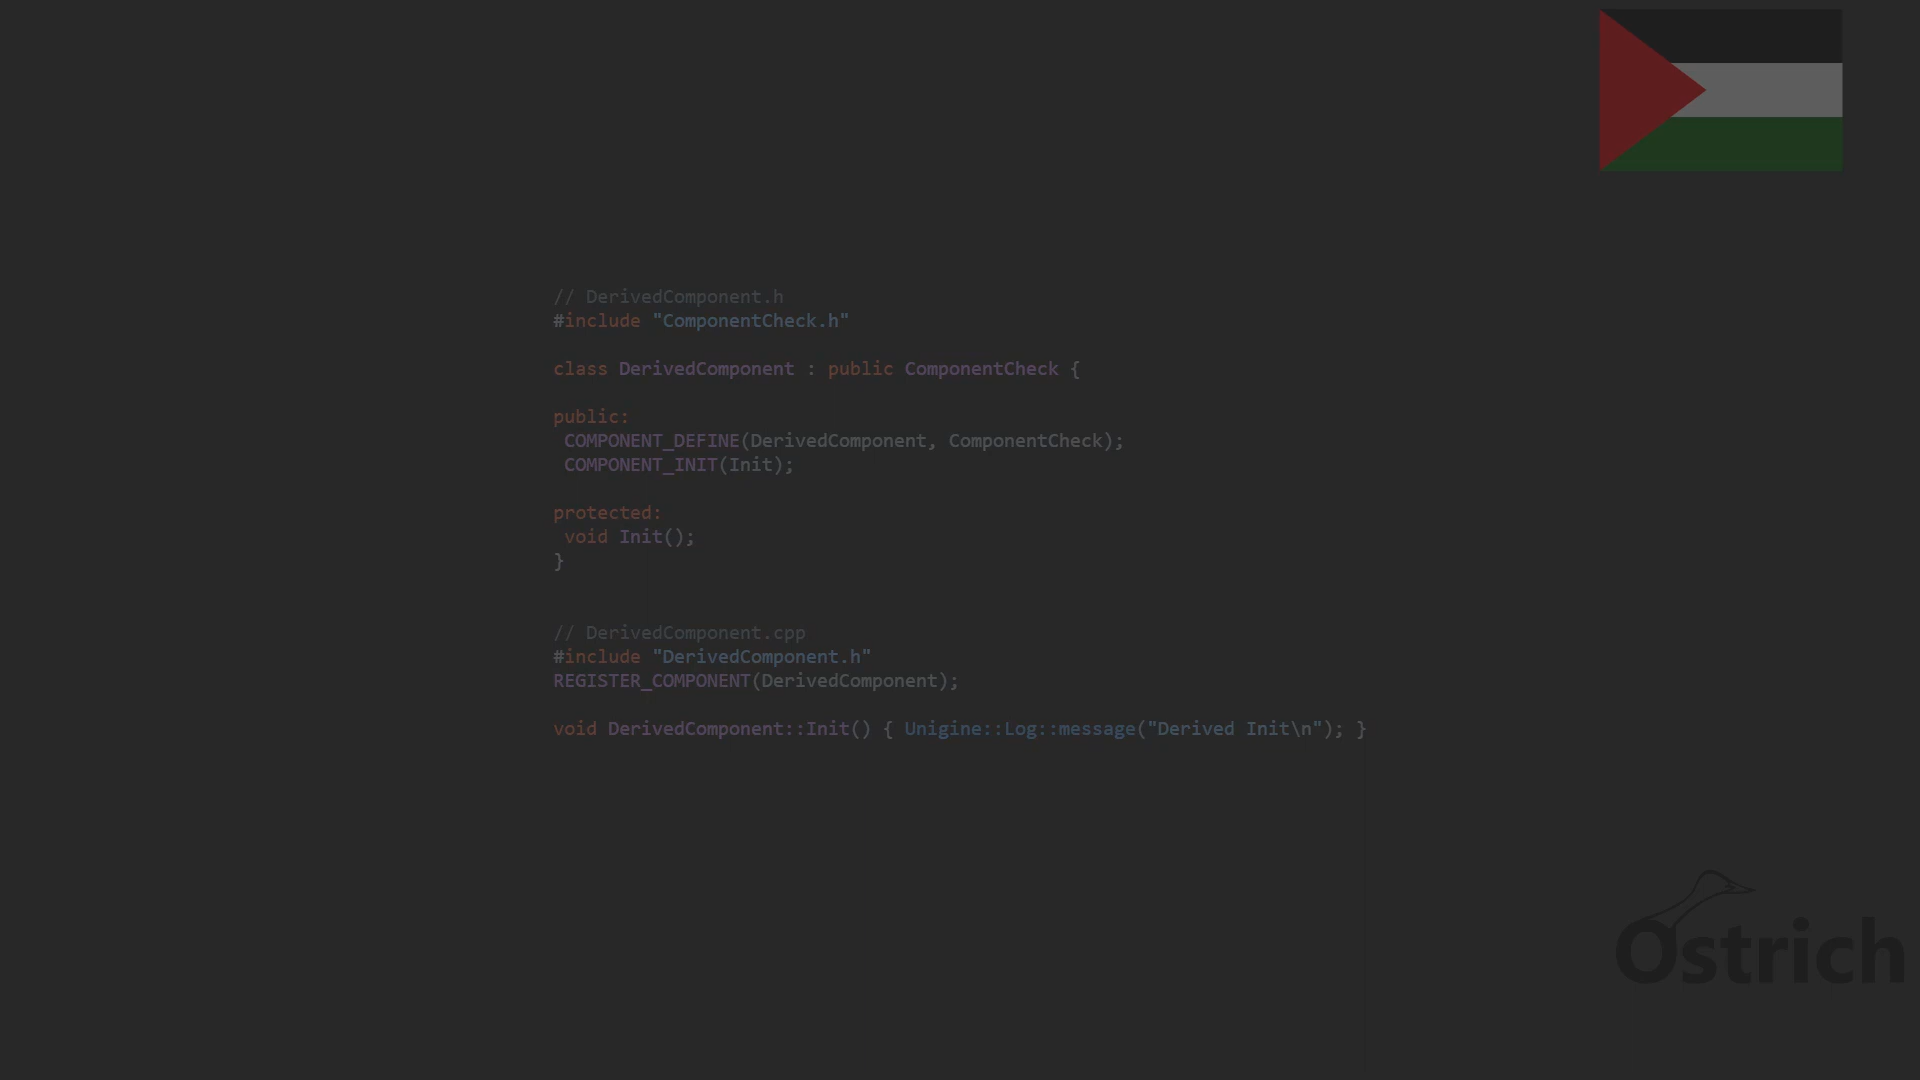 // DerivedComponent.h
#include "ComponentCheck.h"
class DerivedComponent : public ComponentCheck {
public:
COMPONENT_DEFINE(DerivedComponent, ComponentCheck);
COMPONENT_INIT(Init);
protected:
void Init();
}
// DerivedComponent.cpp
#include "DerivedComponent.h"
REGISTER_COMPONENT(DerivedComponent);
void DerivedComponent::Init() { Unigine::Log::message("Derived Init\n"); }
Ostrich